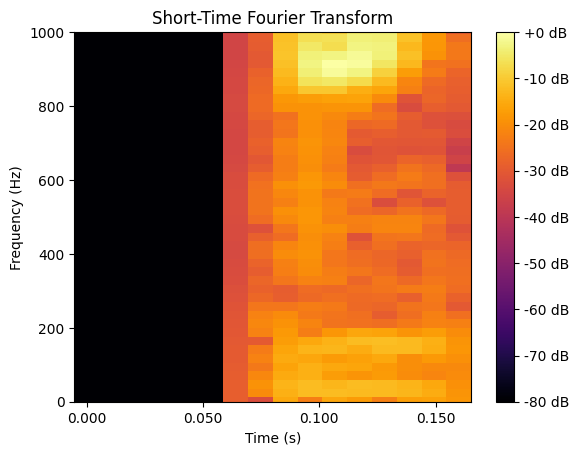 Short-Time Fourier Transform
1000
800
600
400
200
0
Frequency (Hz)
0.000
0.050
0.100
0.150
Time (s)
+0 dB
-10 dB
-20 dB
-30 dB
-40 dB
-50 dB
-60 dB
-70 dB
-80 dB